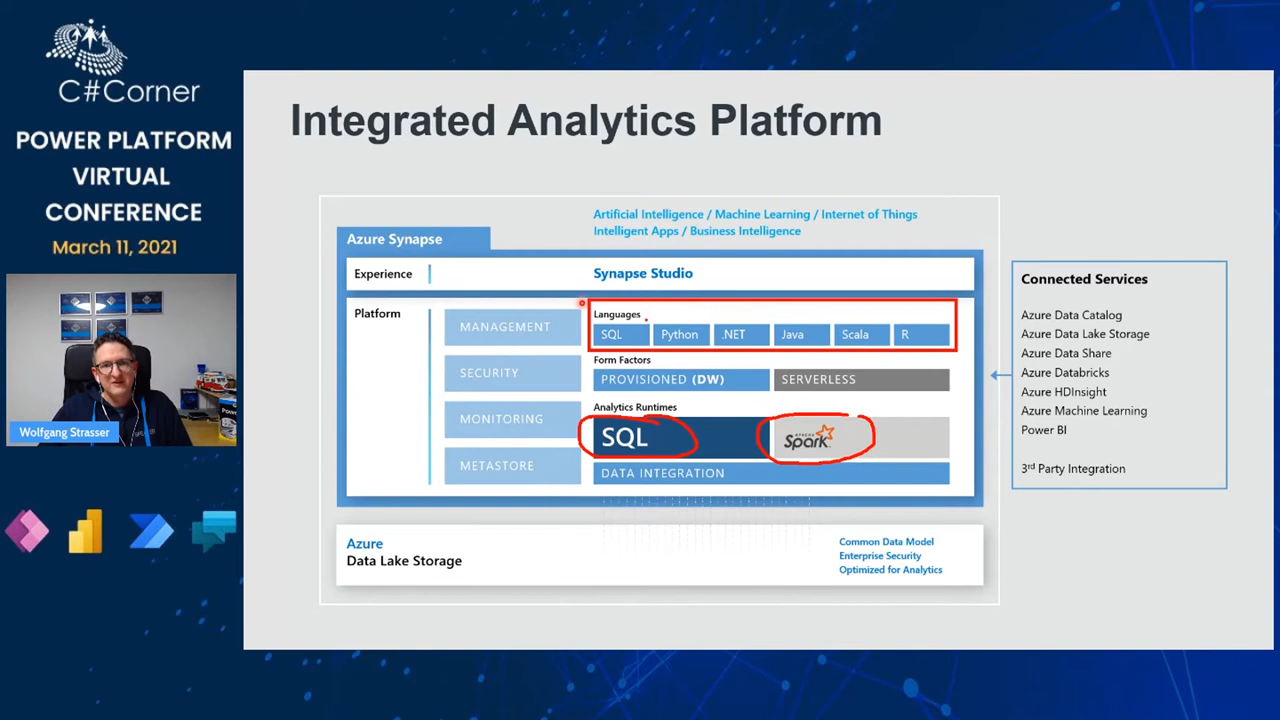 C#Corner
POWER PLATFORM
VIRTUAL
CONFERENCE
March 11, 2021
Wolfgang Strasser
Integrated Analytics Platform
Artificial Intelligence / Machine Learning / Internet of Things
Intelligent Apps / Business Intelligence
Azure Synapse
Experience
Synapse Studio
Platform
MANAGEMENT
SECURITY
MONITORING
METASTORE
Languages
SQL Python .NET Java Scala R
Form Factors
PROVISIONED (DW) SERVERLESS
Analytics Runtimes
SQL
APACHE
Spark
DATA INTEGRATION
Azure
Data Lake Storage
Common Data Model
Enterprise Security
Optimized for Analytics
Connected Services
Azure Data Catalog
Azure Data Lake Storage
Azure Data Share
Azure Databricks
Azure HDInsight
Azure Machine Learning
Power BI
3rd Party Integration